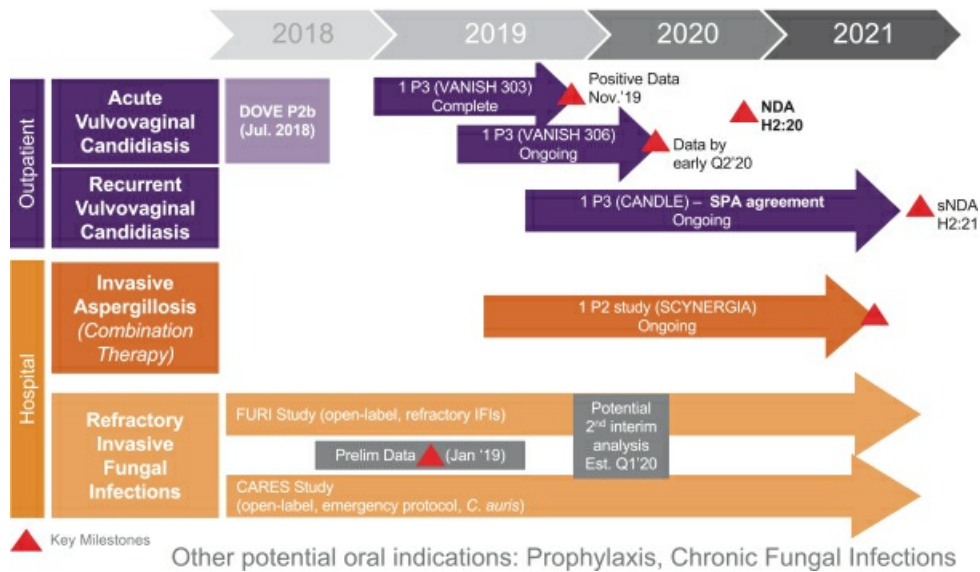 2018
2019
2020
2021
Outpatient
Acute
Vulvovaginal
Candidiasis
DOVE P2b
(Jul. 2018)
1 P3 (VANISH 303)
Complete
Positive Data
Nov.'19
1 P3 (VANISH 306)
Ongoing
Data by
early Q2'20
NDA
H2:20
Recurrent
Vulvovaginal
Candidiasis
1 P3 (CANDLE) – SPA agreement
Ongoing
sNDA
H2:21
Hospital
Invasive
Aspergillosis
(Combination
Therapy)
1 P2 study (SCYNERGIA)
Ongoing
Refractory
Invasive
Fungal
Infections
FURI Study (open-label, refractory IFIs)
Prelim Data (Jan '19)
Potential
2nd interim
analysis
Est. Q1'20
CARES Study
(open-label, emergency protocol, C. auris)
Key Milestones
Other potential oral indications: Prophylaxis, Chronic Fungal Infections